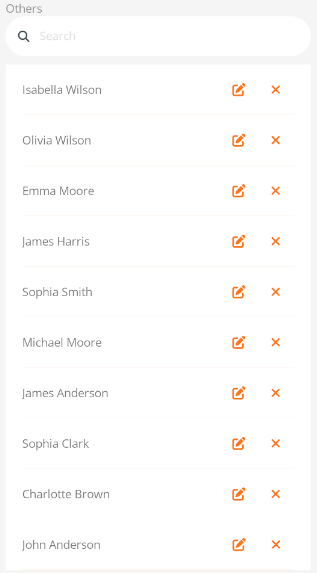 Others
Search
Isabella Wilson
Olivia Wilson
Emma Moore
James Harris
Sophia Smith
Michael Moore
James Anderson
Sophia Clark
Charlotte Brown
John Anderson